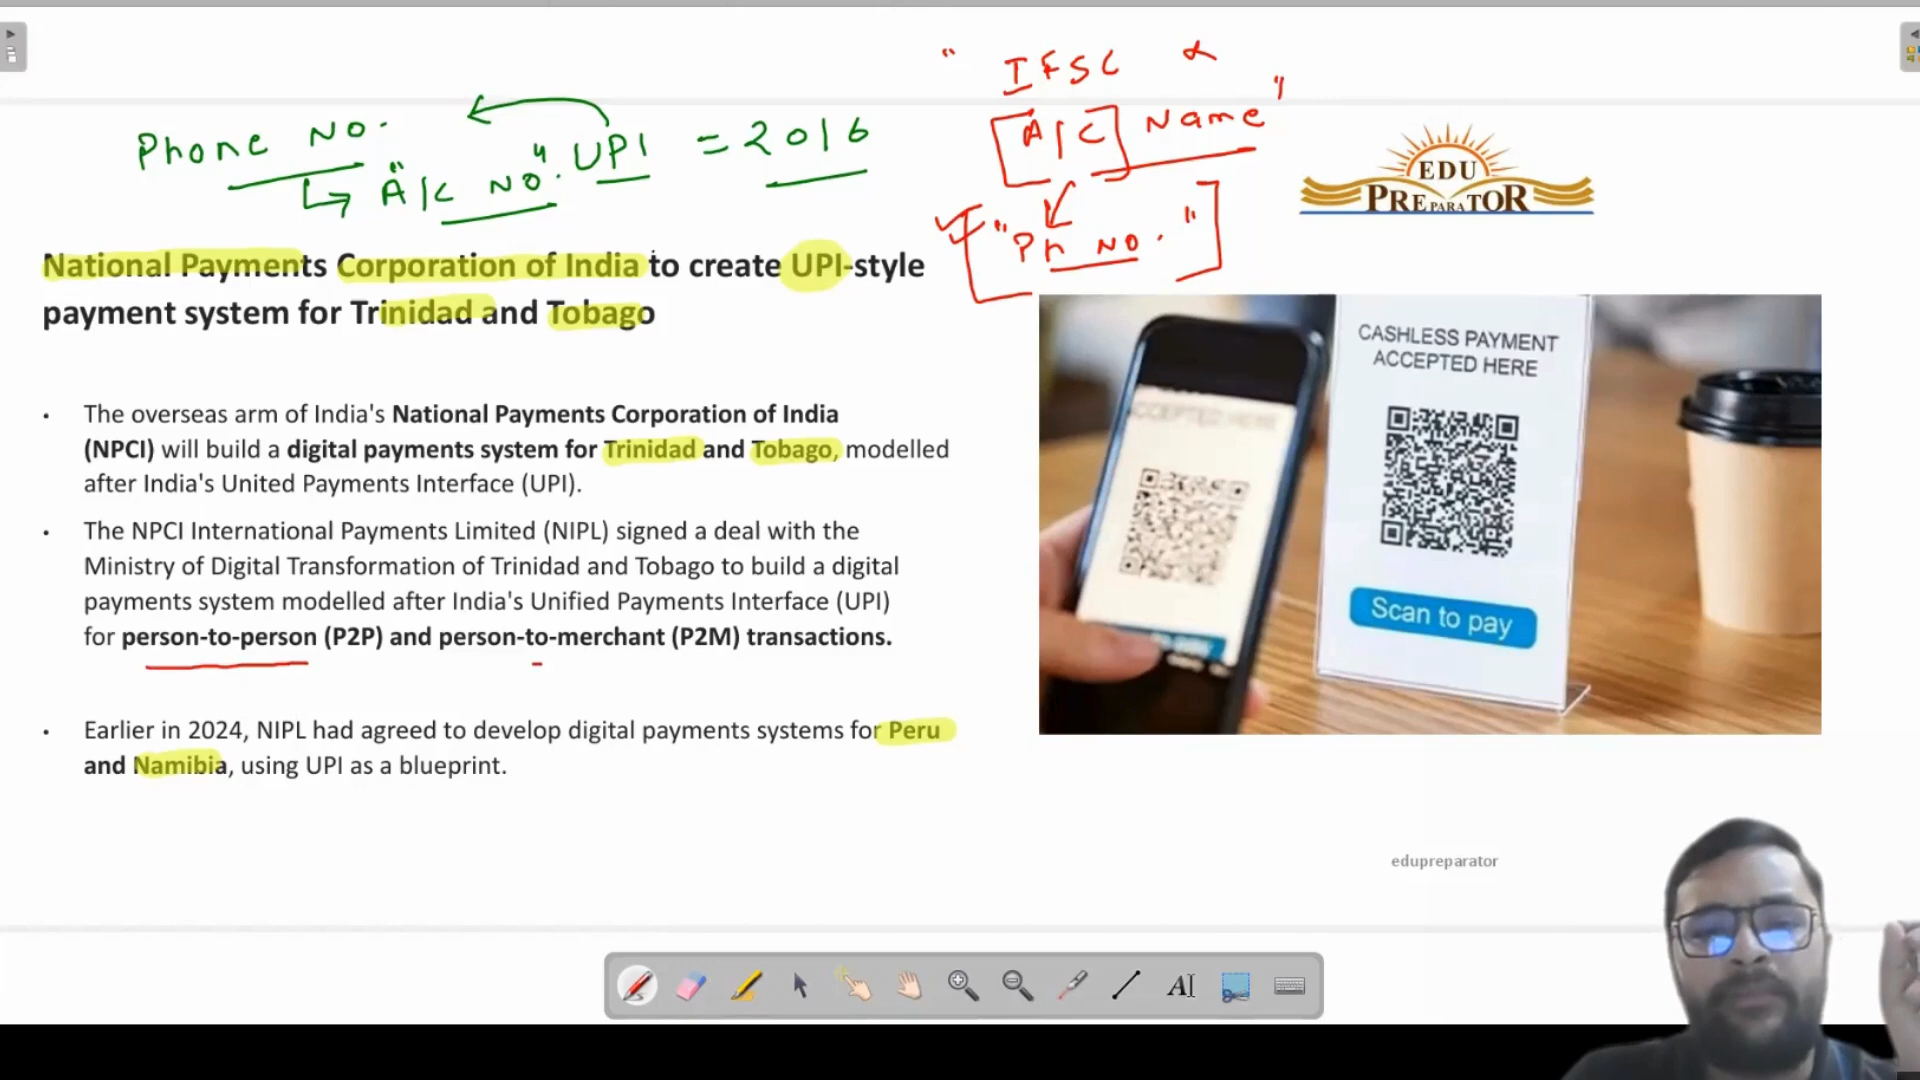 " IFSC &
Phone No. UPI = 2016
A/C Name "
" A/C No. "
EDU
PREPARATOR
" Ph No. "
National Payments Corporation of India to create UPI-style
payment system for Trinidad and Tobago
The overseas arm of India's National Payments Corporation of India
(NPCI) will build a digital payments system for Trinidad and Tobago, modelled
after India's United Payments Interface (UPI).
The NPCI International Payments Limited (NIPL) signed a deal with the
Ministry of Digital Transformation of Trinidad and Tobago to build a digital
payments system modelled after India's Unified Payments Interface (UPI)
for person-to-person (P2P) and person-to-merchant (P2M) transactions.
Earlier in 2024, NIPL had agreed to develop digital payments systems for Peru
and Namibia, using UPI as a blueprint.
CASHLESS PAYMENT
ACCEPTED HERE
Scan to pay
edupreparator
AI